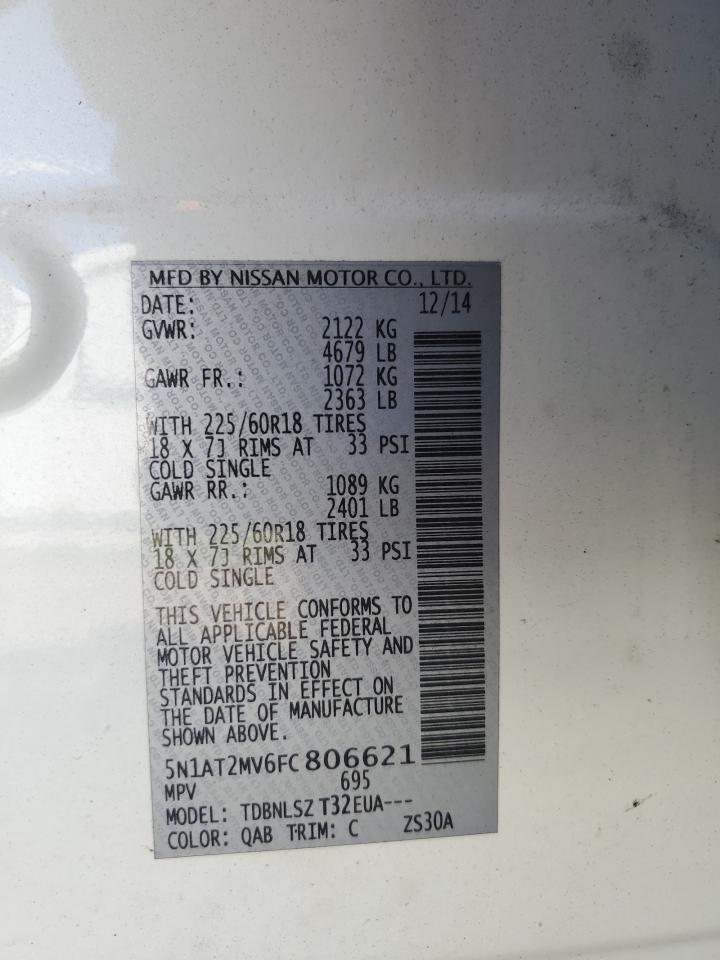 MFD BY NISSAN MOTOR CO., LTD.
DATE: 12/14
GVWR: 2122 KG
4679 LB
GAWR FR.: 1072 KG
2363 LB
WITH 225/60R18 TIRES
18 X 7J RIMS AT 33 PSI
COLD SINGLE
GAWR RR.: 1089 KG
2401 LB
WITH 225/60R18 TIRES
18 X 7J RIMS AT 33 PSI
COLD SINGLE
THIS VEHICLE CONFORMS TO
ALL APPLICABLE FEDERAL
MOTOR VEHICLE SAFETY AND
THEFT PREVENTION
STANDARDS IN EFFECT ON
THE DATE OF MANUFACTURE
SHOWN ABOVE.
5N1AT2MV6FC806621
MPV 695
MODEL: TDBNLSZ T32EUA---
COLOR: QAB TRIM: C ZS30A